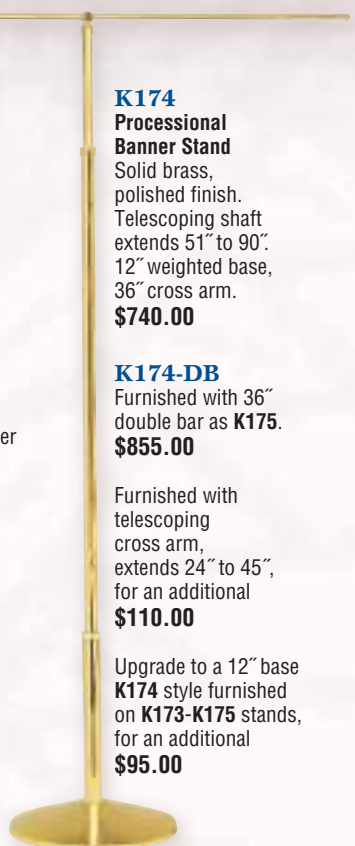 K174
Processional
Banner Stand
Solid brass,
polished finish.
Telescoping shaft
extends 51˝ to 90˝.
12˝ weighted base,
36˝ cross arm.
$740.00
K174-DB
Furnished with 36˝
double bar as K175.
$855.00
er
Furnished with
telescoping
cross arm,
extends 24˝ to 45˝,
for an additional
$110.00
Upgrade to a 12˝ base
K174 style furnished
on K173-K175 stands,
for an additional
$95.00